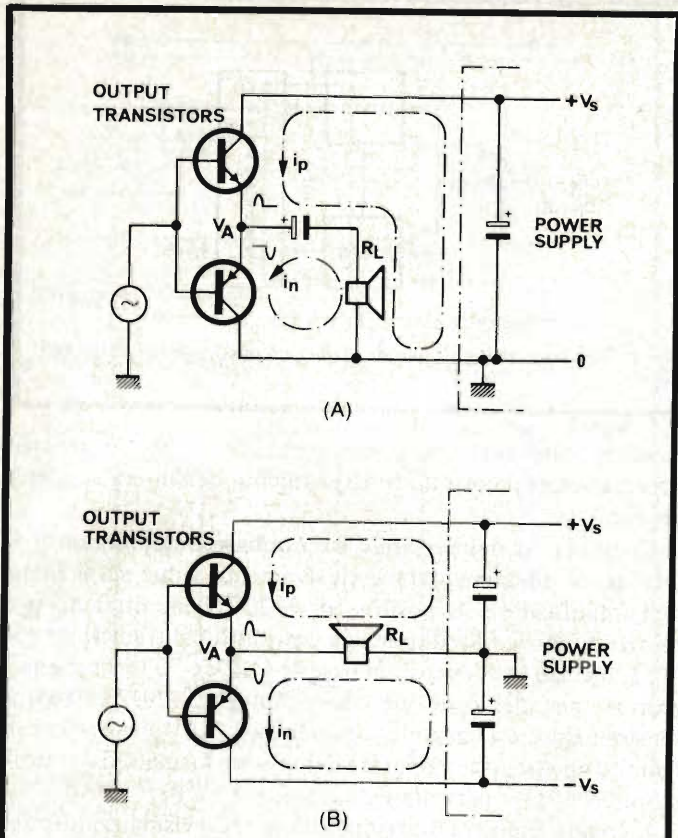 OUTPUT
TRANSISTORS
+Vs
ip
VA
+
RL
in
+
POWER
SUPPLY
0
(A)
OUTPUT
TRANSISTORS
+Vs
ip
VA
RL
POWER
SUPPLY
in
−Vs
(B)